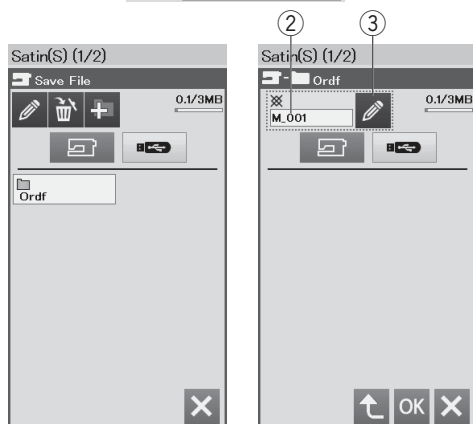 ② ③
Satin(S) (1/2)
Save File
0.1/3MB
Ordf
Satin(S) (1/2)
- Ordf
M_001
0.1/3MB
OK